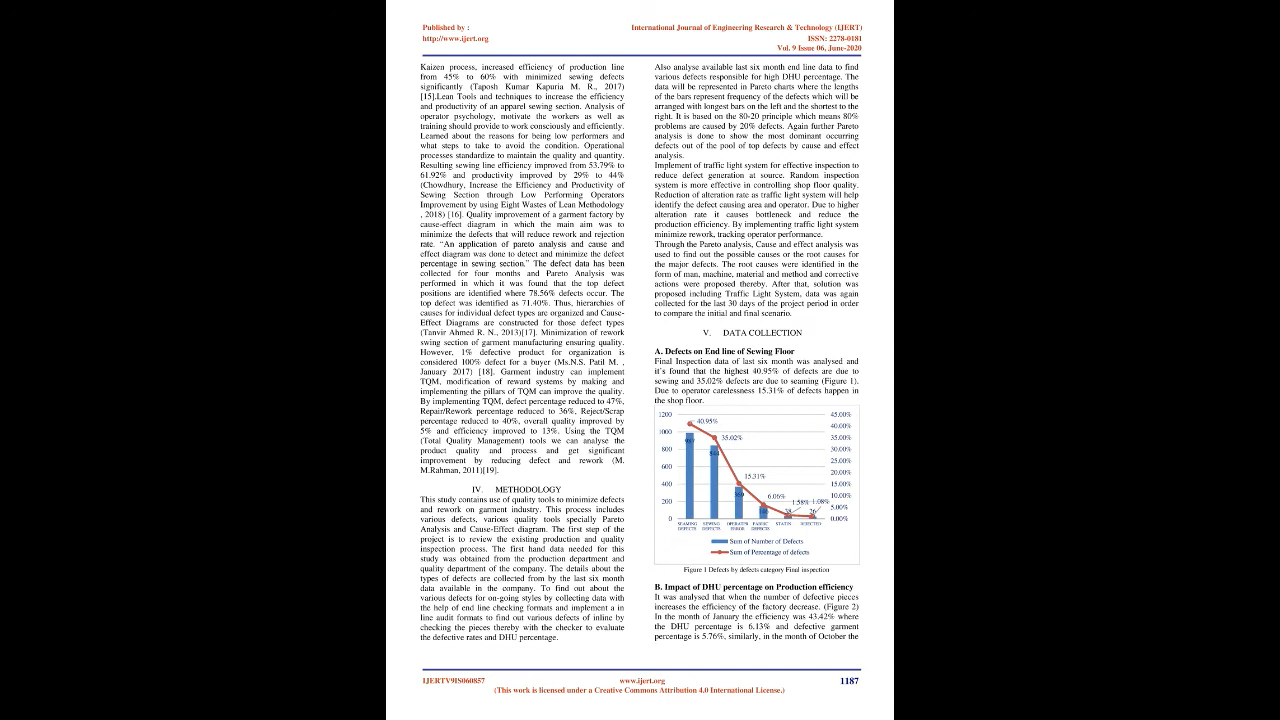 Published by :
http://www.ijert.org
International Journal of Engineering Research & Technology (IJERT)
ISSN: 2278-0181
Vol. 9 Issue 06, June-2020
Kaizen process, increased efficiency of production line
from 45% to 60% with minimized sewing defects
significantly (Taposh Kumar Kapuria M. R., 2017)
[15].Lean Tools and techniques to increase the efficiency
and productivity of an apparel sewing section. Analysis of
operator psychology, motivate the workers as well as
training should provide to work consciously and efficiently.
Learned about the reasons for being low performers and
what steps to take to avoid the condition. Operational
processes standardize to maintain the quality and quantity.
Resulting sewing line efficiency improved from 53.79% to
61.92% and productivity improved by 29% to 44%
(Chowdhury, Increase the Efficiency and Productivity of
Sewing Section through Low Performing Operators
Improvement by using Eight Wastes of Lean Methodology
, 2018) [16]. Quality improvement of a garment factory by
cause-effect diagram in which the main aim was to
minimize the defects that will reduce rework and rejection
rate. “An application of pareto analysis and cause and
effect diagram was done to detect and minimize the defect
percentage in sewing section.” The defect data has been
collected for four months and Pareto Analysis was
performed in which it was found that the top defect
positions are identified where 78.56% defects occur. The
top defect was identified as 71.40%. Thus, hierarchies of
causes for individual defect types are organized and Cause-
Effect Diagrams are constructed for those defect types
(Tanvir Ahmed R. N., 2013)[17]. Minimization of rework
swing section of garment manufacturing ensuring quality.
However, 1% defective product for organization is
considered 100% defect for a buyer (Ms.N.S. Patil M. ,
January 2017) [18]. Garment industry can implement
TQM, modification of reward systems by making and
implementing the pillars of TQM can improve the quality.
By implementing TQM, defect percentage reduced to 47%,
Repair/Rework percentage reduced to 36%, Reject/Scrap
percentage reduced to 40%, overall quality improved by
5% and efficiency improved to 13%. Using the TQM
(Total Quality Management) tools we can analyse the
product quality and process and get significant
improvement by reducing defect and rework (M.
M.Rahman, 2011)[19].
IV. METHODOLOGY
This study contains use of quality tools to minimize defects
and rework on garment industry. This process includes
various defects, various quality tools specially Pareto
Analysis and Cause-Effect diagram. The first step of the
project is to review the existing production and quality
inspection process. The first hand data needed for this
study was obtained from the production department and
quality department of the company. The details about the
types of defects are collected from by the last six month
data available in the company. To find out about the
various defects for on-going styles by collecting data with
the help of end line checking formats and implement a in
line audit formats to find out various defects of inline by
checking the pieces thereby with the checker to evaluate
the defective rates and DHU percentage.
Also analyse available last six month end line data to find
various defects responsible for high DHU percentage. The
data will be represented in Pareto charts where the lengths
of the bars represent frequency of the defects which will be
arranged with longest bars on the left and the shortest to the
right. It is based on the 80-20 principle which means 80%
problems are caused by 20% defects. Again further Pareto
analysis is done to show the most dominant occurring
defects out of the pool of top defects by cause and effect
analysis.
Implement of traffic light system for effective inspection to
reduce defect generation at source. Random inspection
system is more effective in controlling shop floor quality.
Reduction of alteration rate as traffic light system will help
identify the defect causing area and operator. Due to higher
alteration rate it causes bottleneck and reduce the
production efficiency. By implementing traffic light system
minimize rework, tracking operator performance.
Through the Pareto analysis, Cause and effect analysis was
used to find out the possible causes or the root causes for
the major defects. The root causes were identified in the
form of man, machine, material and method and corrective
actions were proposed thereby. After that, solution was
proposed including Traffic Light System, data was again
collected for the last 30 days of the project period in order
to compare the initial and final scenario.
V. DATA COLLECTION
A. Defects on End line of Sewing Floor
Final Inspection data of last six month was analysed and
it’s found that the highest 40.95% of defects are due to
sewing and 35.02% defects are due to seaming (Figure 1).
Due to operator carelessness 15.31% of defects happen in
the shop floor.
1200 40.95% 45.00%
40.00%
1000 987 35.02% 35.00%
800 844 30.00%
25.00%
600 20.00%
400 369 15.31% 15.00%
200 146 6.06% 38 1.58% 26 1.08% 10.00%
5.00%
0 0.00%
SEAMING DEFECTS SEWING DEFECTS OPERATER ERROR FABRIC DEFECTS STAIN REJECTED
Sum of Number of Defects
Sum of Percentage of defects
Figure 1 Defects by defects category Final inspection
B. Impact of DHU percentage on Production efficiency
It was analysed that when the number of defective pieces
increases the efficiency of the factory decrease. (Figure 2)
In the month of January the efficiency was 43.42% where
the DHU percentage is 6.13% and defective garment
percentage is 5.76%, similarly, in the month of October the
IJERTV9IS060857
www.ijert.org
1187
(This work is licensed under a Creative Commons Attribution 4.0 International License.)